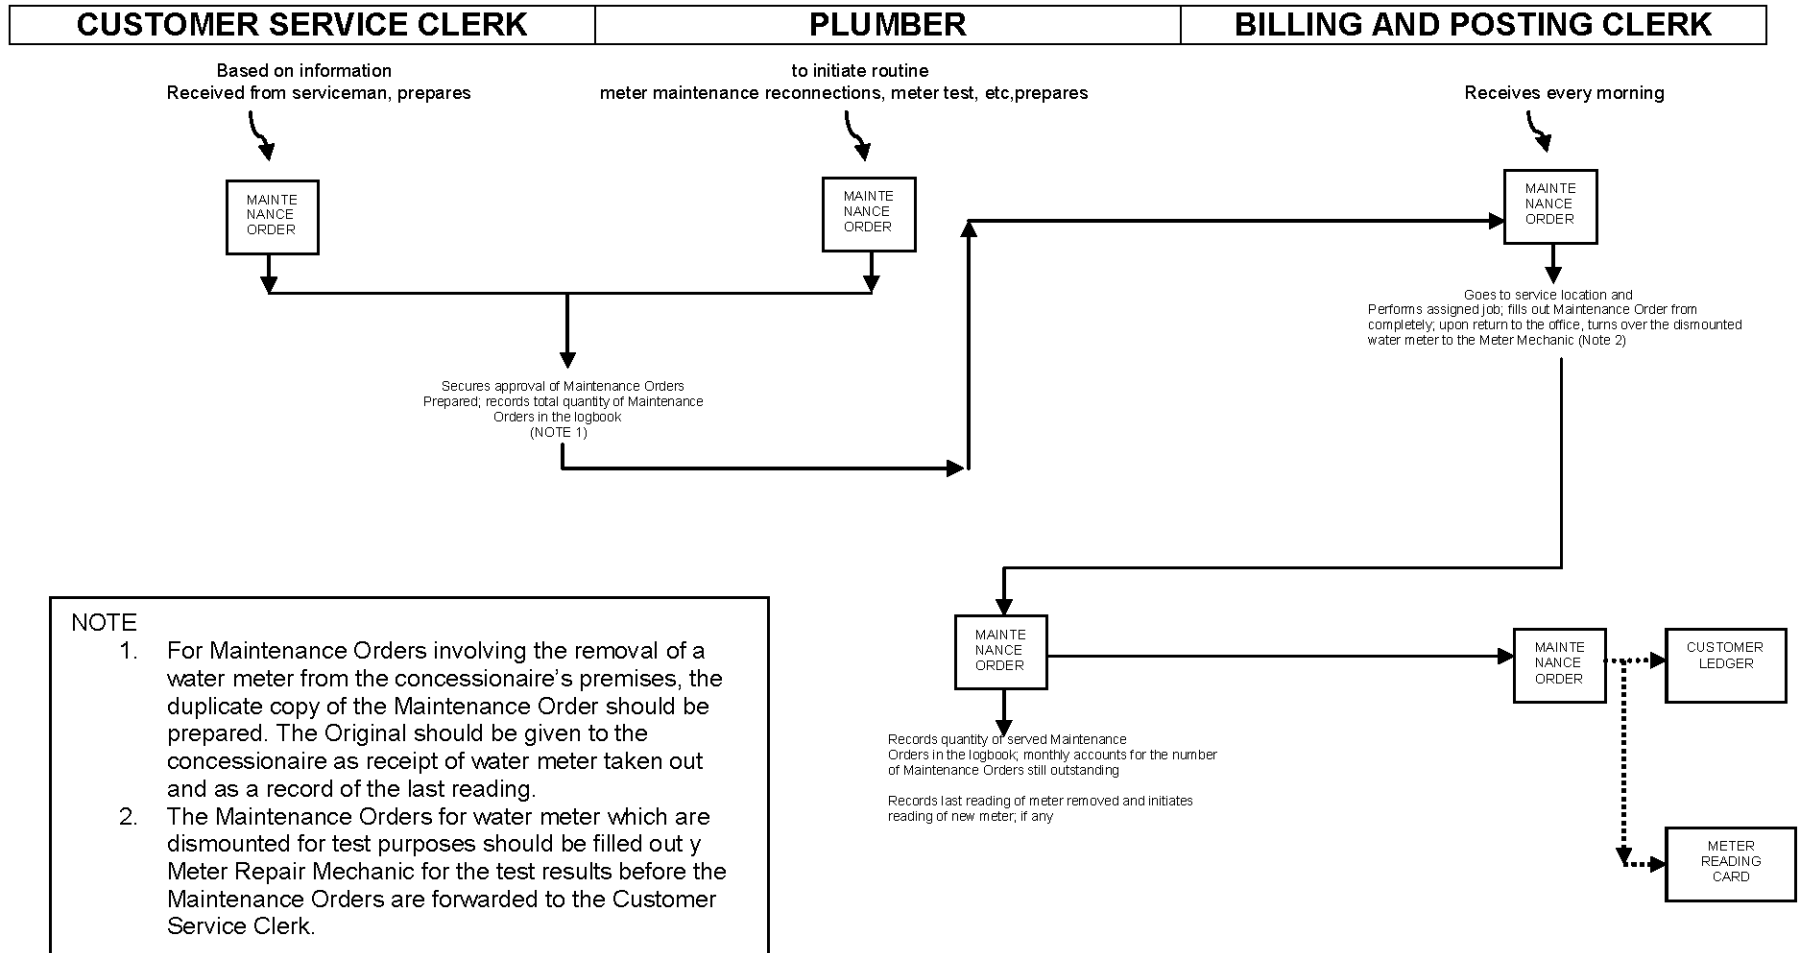 CUSTOMER SERVICE CLERK
PLUMBER
BILLING AND POSTING CLERK
Based on information
Received from serviceman, prepares
to initiate routine
meter maintenance reconnections, meter test, etc,prepares
Receives every morning
MAINTE
NANCE
ORDER
MAINTE
NANCE
ORDER
MAINTE
NANCE
ORDER
Goes to service location and
Performs assigned job; fills out Maintenance Order from
completely; upon return to the office, turns over the dismounted
water meter to the Meter Mechanic (Note 2)
Secures approval of Maintenance Orders
Prepared; records total quantity of Maintenance
Orders in the logbook
(NOTE 1)
MAINTE
NANCE
ORDER
MAINTE
NANCE
ORDER
CUSTOMER
LEDGER
Records quantity of served Maintenance
Orders in the logbook; monthly accounts for the number
of Maintenance Orders still outstanding
Records last reading of meter removed and initiates
reading of new meter; if any
METER
READING
CARD
NOTE
1. For Maintenance Orders involving the removal of a
water meter from the concessionaire’s premises, the
duplicate copy of the Maintenance Order should be
prepared. The Original should be given to the
concessionaire as receipt of water meter taken out
and as a record of the last reading.
2. The Maintenance Orders for water meter which are
dismounted for test purposes should be filled out y
Meter Repair Mechanic for the test results before the
Maintenance Orders are forwarded to the Customer
Service Clerk.